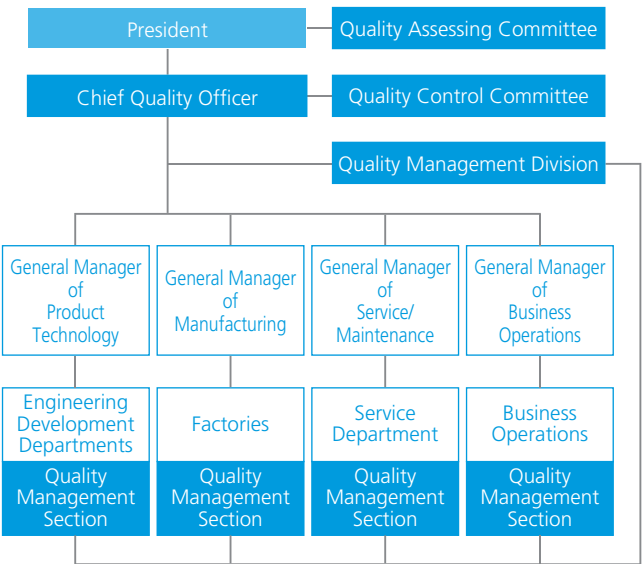 President
Quality Assessing Committee
Chief Quality Officer
Quality Control Committee
Quality Management Division
General Manager
of
Product
Technology
General Manager
of
Manufacturing
General Manager
of
Service/
Maintenance
General Manager
of
Business
Operations
Engineering
Development
Departments
Quality
Management
Section
Factories
Quality
Management
Section
Service
Department
Quality
Management
Section
Business
Operations
Quality
Management
Section